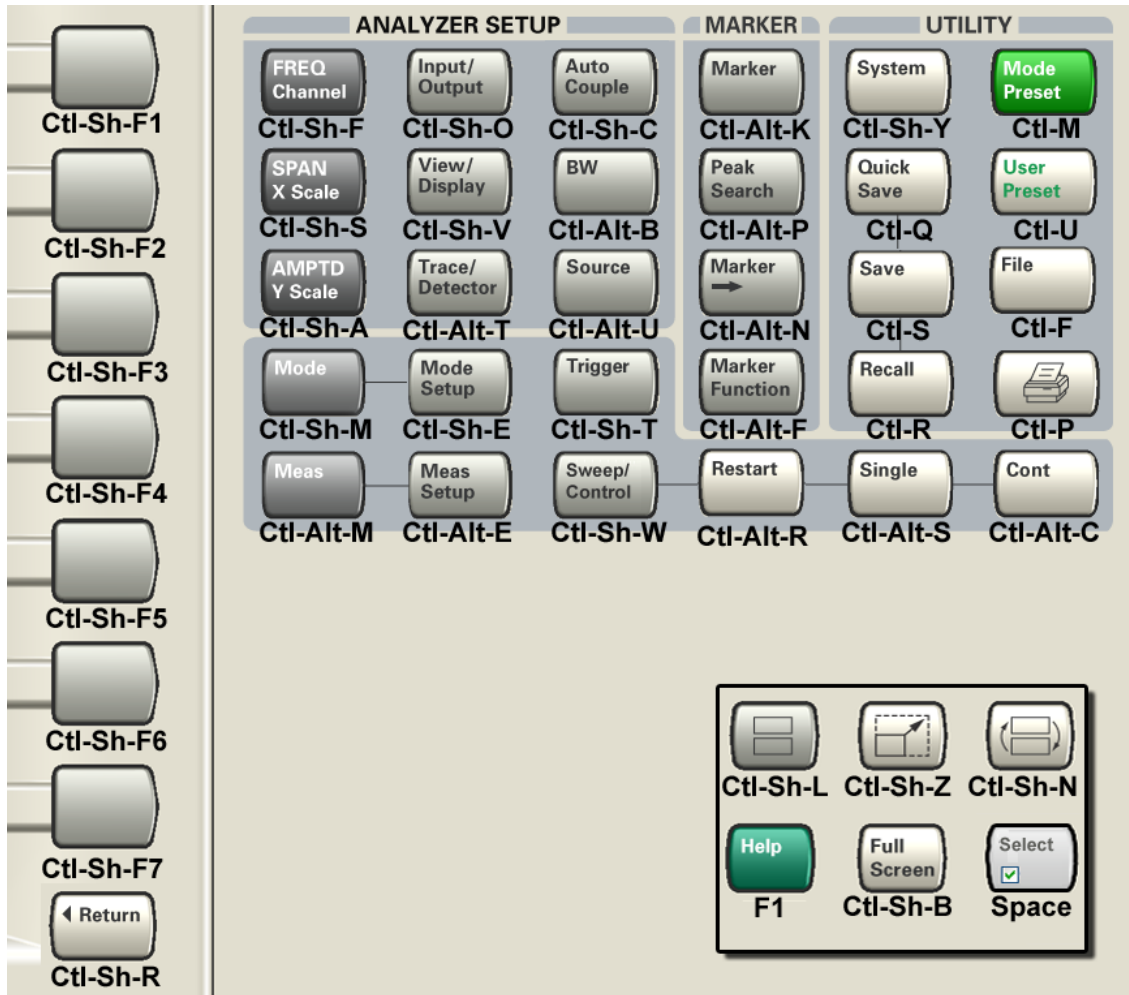 ANALYZER SETUP
MARKER
UTILITY
FREQ
Channel
Input/
Output
Auto
Couple
Marker
System
Mode
Preset
Ctl-Sh-F1
Ctl-Sh-F
Ctl-Sh-O
Ctl-Sh-C
Ctl-Alt-K
Ctl-Sh-Y
Ctl-M
SPAN
X Scale
View/
Display
BW
Peak
Search
Quick
Save
User
Preset
Ctl-Sh-F2
Ctl-Sh-S
Ctl-Sh-V
Ctl-Alt-B
Ctl-Alt-P
Ctl-Q
Ctl-U
AMPTD
Y Scale
Trace/
Detector
Source
Marker
Save
File
Ctl-Sh-A
Ctl-Alt-T
Ctl-Alt-U
Ctl-Alt-N
Ctl-S
Ctl-F
Ctl-Sh-F3
Mode
Mode
Setup
Trigger
Marker
Function
Recall
Ctl-Sh-M
Ctl-Sh-E
Ctl-Sh-T
Ctl-Alt-F
Ctl-R
Ctl-P
Ctl-Sh-F4
Meas
Meas
Setup
Sweep/
Control
Restart
Single
Cont
Ctl-Alt-M
Ctl-Alt-E
Ctl-Sh-W
Ctl-Alt-R
Ctl-Alt-S
Ctl-Alt-C
Ctl-Sh-F5
Ctl-Sh-F6
Ctl-Sh-F7
Return
Ctl-Sh-R
Ctl-Sh-L
Ctl-Sh-Z
Ctl-Sh-N
Help
Full
Screen
Select
F1
Ctl-Sh-B
Space